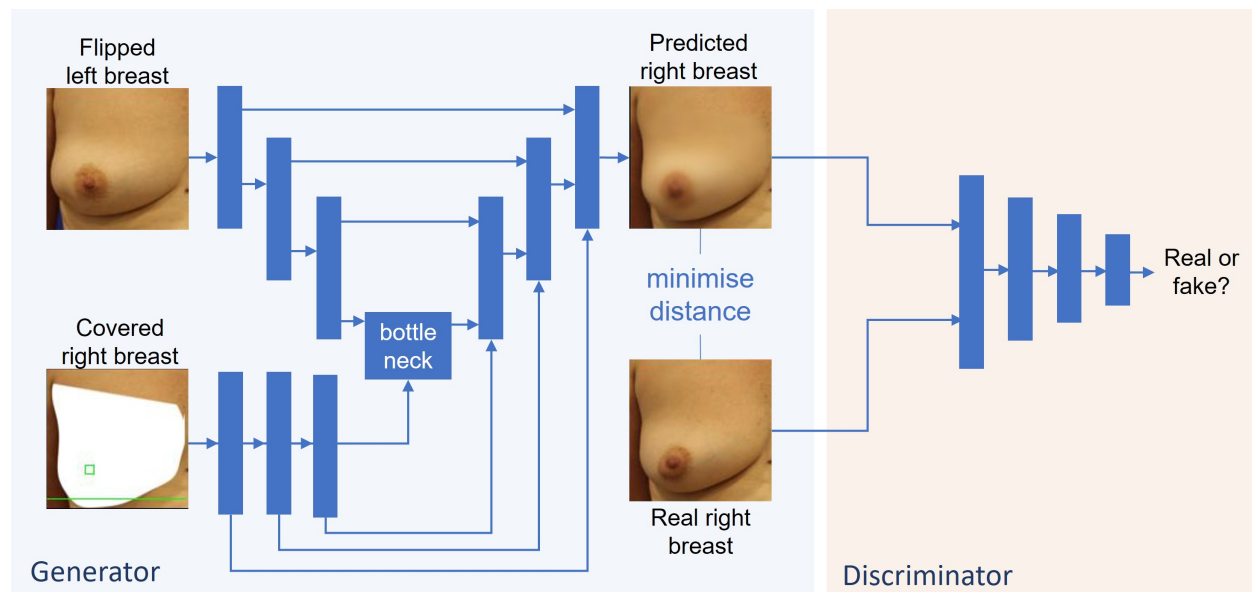 Flipped
left breast
Predicted
right breast
minimise
distance
Real or
fake?
Covered
right breast
bottle
neck
Real right
breast
Generator
Discriminator